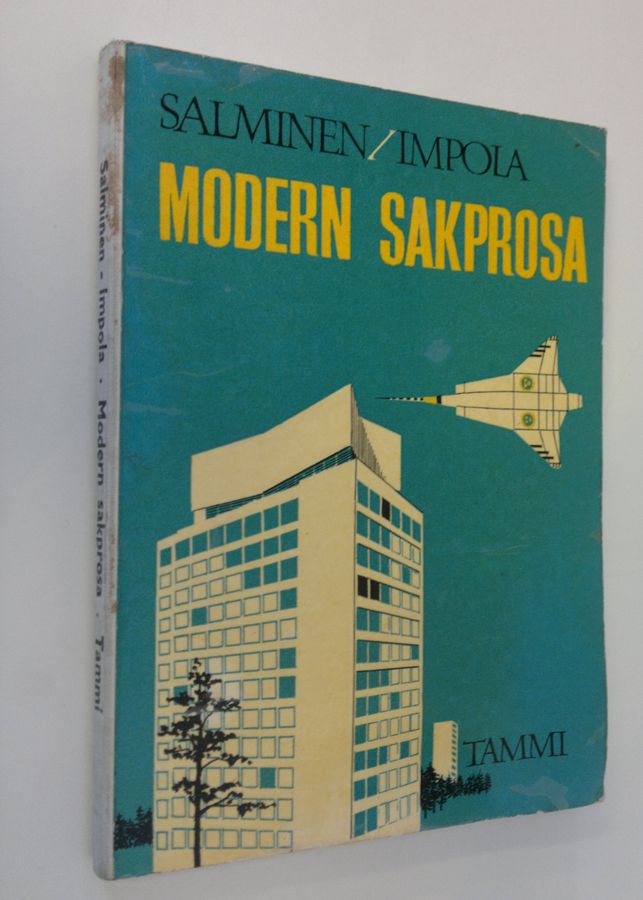 SALMINEN/IMPOLA
MODERN SAKPROSA
TAMMI
Salminen - Impola · Modern sakprosa · Tammi